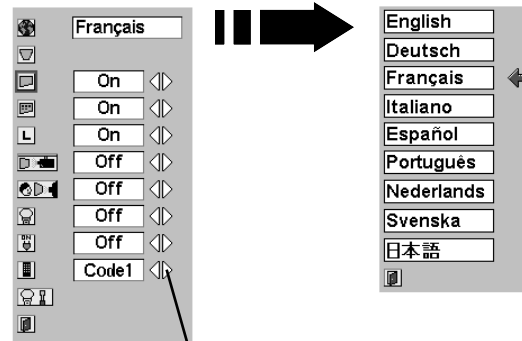 Français
On
On
L On
Off
Off
Off
ON Off
Code1
English
Deutsch
Français
Italiano
Español
Português
Nederlands
Svenska
日本語